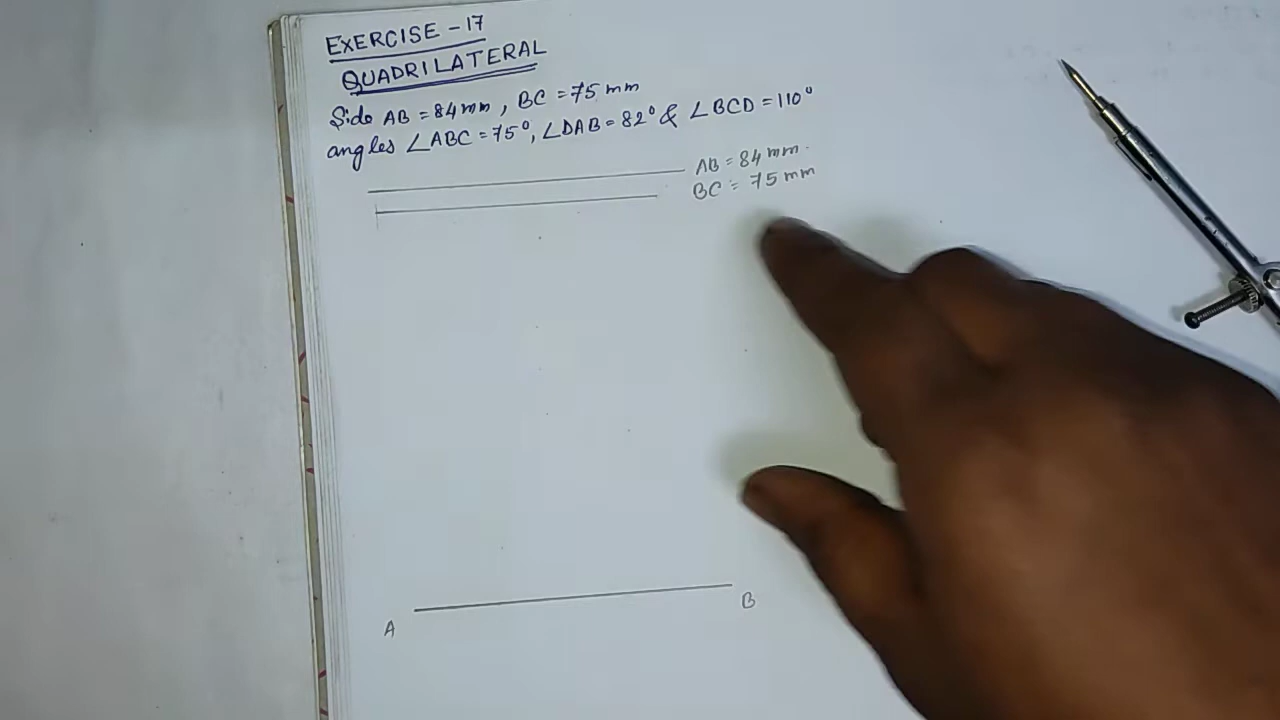 EXERCISE - 17
QUADRILATERAL
Side AB = 84 mm, BC = 75 mm
angles ∠ABC = 75°, ∠DAB = 82° & ∠BCD = 110°
AB = 84 mm.
BC = 75 mm
A B